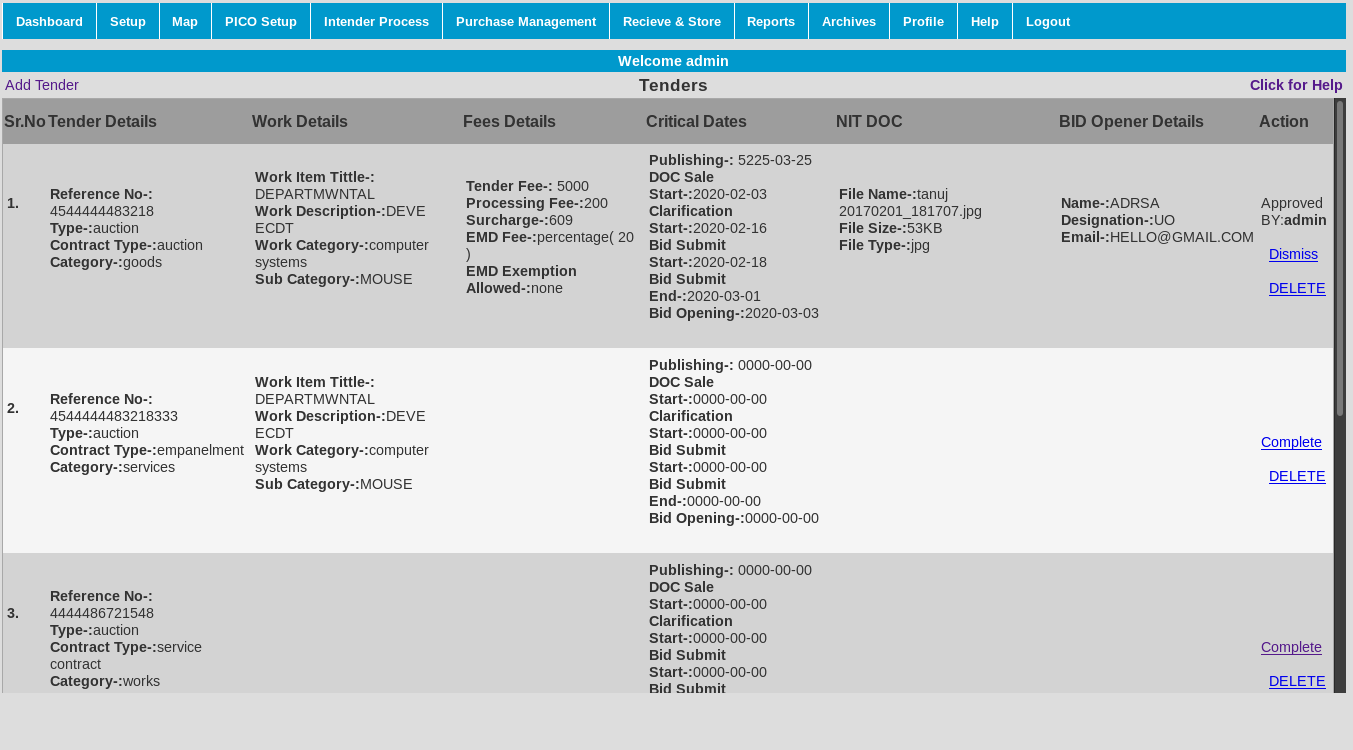 Dashboard Setup Map PICO Setup Intender Process Purchase Management Recieve & Store Reports Archives Profile Help Logout
Welcome admin
Add Tender Tenders Click for Help
Sr.No Tender Details Work Details Fees Details Critical Dates NIT DOC BID Opener Details Action
1.
Reference No-:
4544444483218
Type-:auction
Contract Type-:auction
Category-:goods
Work Item Tittle-:
DEPARTMWNTAL
Work Description-:DEVE
ECDT
Work Category-:computer
systems
Sub Category-:MOUSE
Tender Fee-: 5000
Processing Fee-:200
Surcharge-:609
EMD Fee-:percentage( 20
)
EMD Exemption
Allowed-:none
Publishing-: 5225-03-25
DOC Sale
Start-:2020-02-03
Clarification
Start-:2020-02-16
Bid Submit
Start-:2020-02-18
Bid Submit
End-:2020-03-01
Bid Opening-:2020-03-03
File Name-:tanuj
20170201_181707.jpg
File Size-:53KB
File Type-:jpg
Name-:ADRSA
Designation-:UO
Email-:HELLO@GMAIL.COM
Approved
BY:admin
Dismiss
DELETE
2.
Reference No-:
4544444483218333
Type-:auction
Contract Type-:empanelment
Category-:services
Work Item Tittle-:
DEPARTMWNTAL
Work Description-:DEVE
ECDT
Work Category-:computer
systems
Sub Category-:MOUSE
Publishing-: 0000-00-00
DOC Sale
Start-:0000-00-00
Clarification
Start-:0000-00-00
Bid Submit
Start-:0000-00-00
Bid Submit
End-:0000-00-00
Bid Opening-:0000-00-00
Complete
DELETE
3.
Reference No-:
4444486721548
Type-:auction
Contract Type-:service
contract
Category-:works
Publishing-: 0000-00-00
DOC Sale
Start-:0000-00-00
Clarification
Start-:0000-00-00
Bid Submit
Start-:0000-00-00
Bid Submit
Complete
DELETE